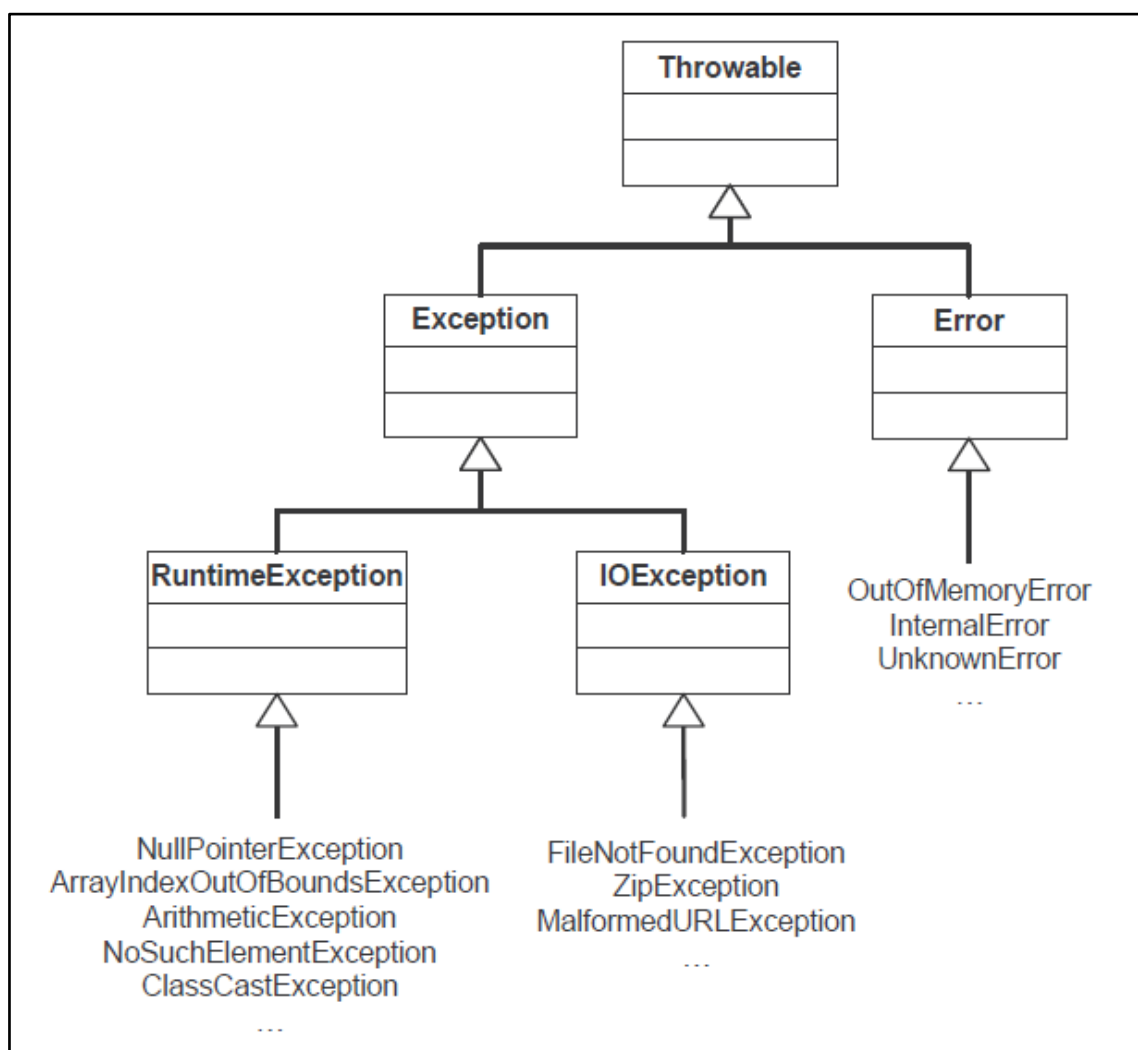 Throwable
Exception
Error
RuntimeException
IOException
OutOfMemoryError
InternalError
UnknownError
...
NullPointerException
ArrayIndexOutOfBoundsException
ArithmeticException
NoSuchElementException
ClassCastException
...
FileNotFoundException
ZipException
MalformedURLException
...